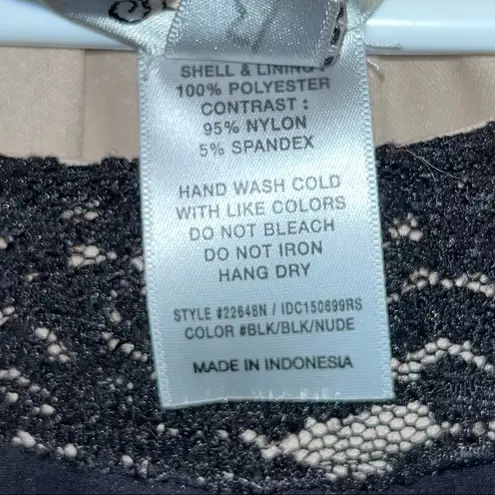 SHELL & LINING
100% POLYESTER
CONTRAST :
95% NYLON
5% SPANDEX
HAND WASH COLD
WITH LIKE COLORS
DO NOT BLEACH
DO NOT IRON
HANG DRY
STYLE #22648N / IDC150699RS
COLOR #BLK/BLK/NUDE
MADE IN INDONESIA